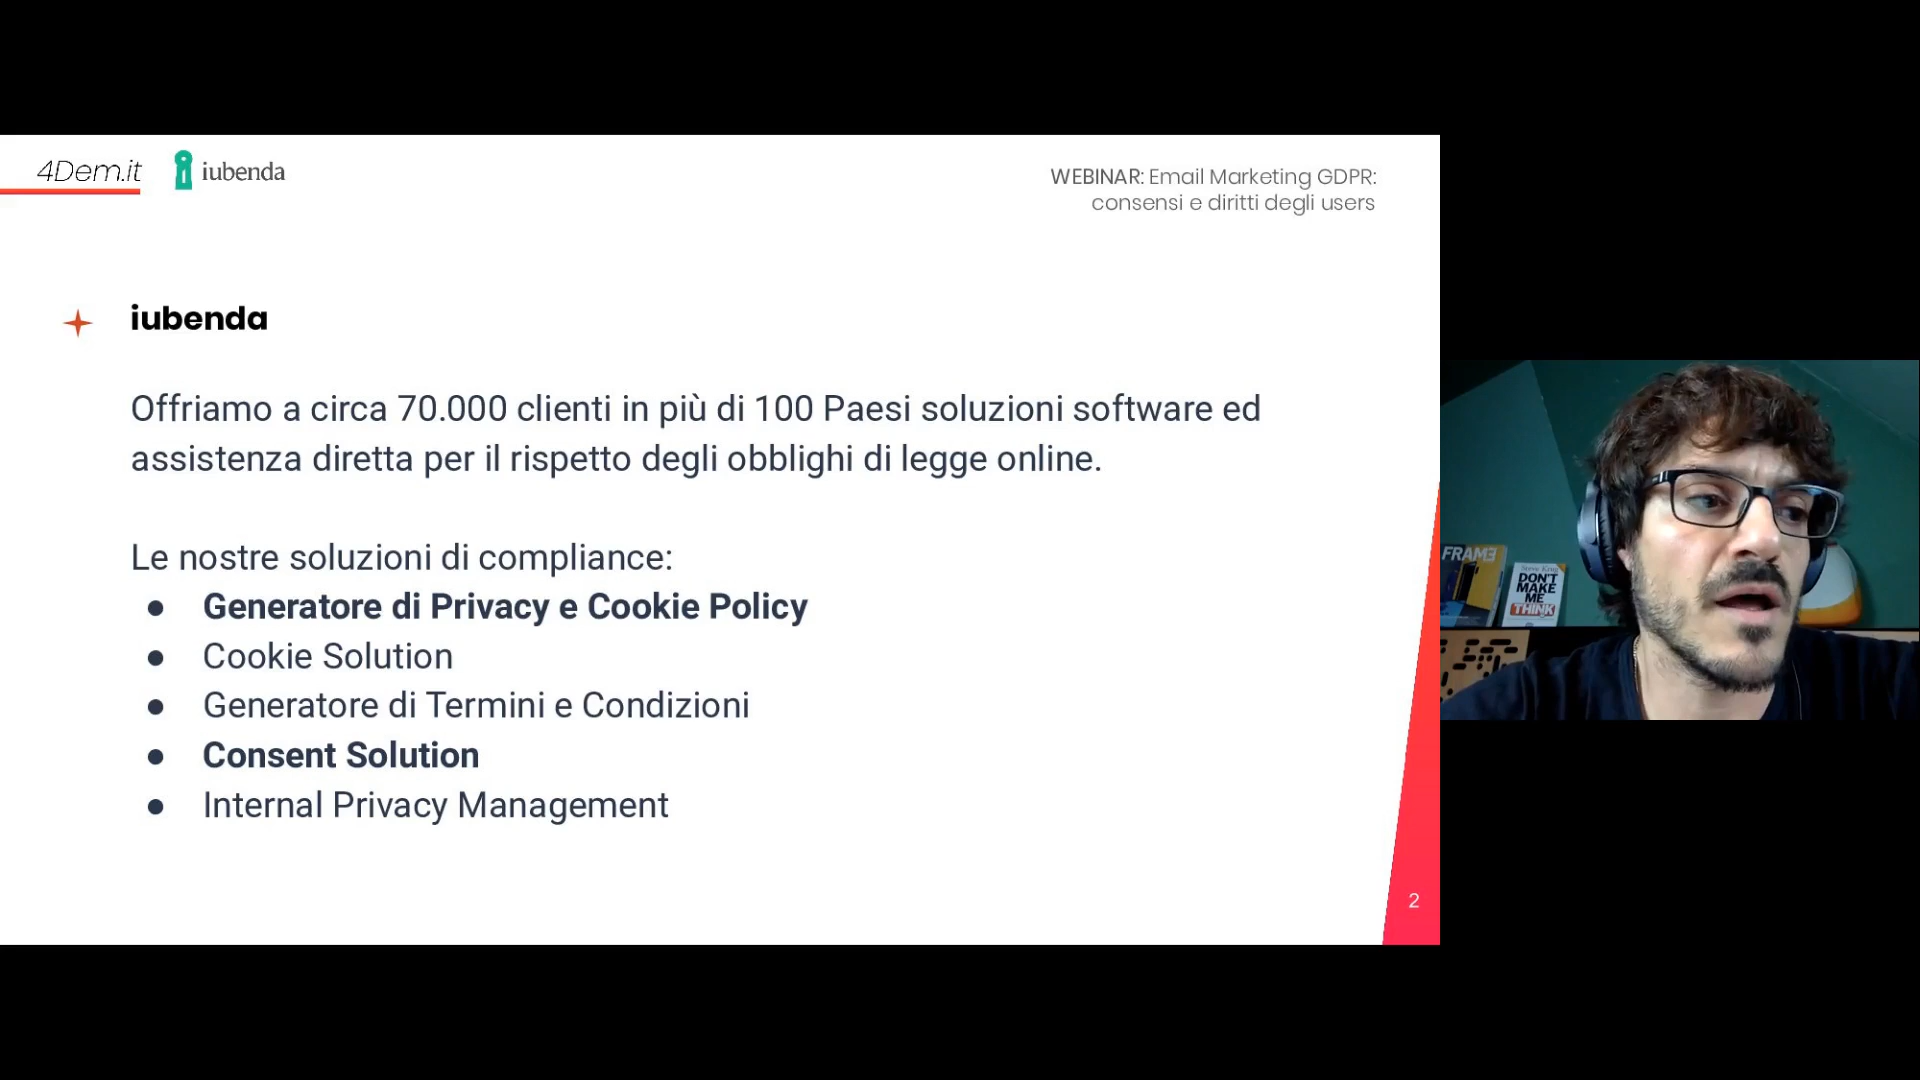 4Dem.it
iubenda
WEBINAR: Email Marketing GDPR:
consensi e diritti degli users
iubenda
Offriamo a circa 70.000 clienti in più di 100 Paesi soluzioni software ed
assistenza diretta per il rispetto degli obblighi di legge online.
Le nostre soluzioni di compliance:
● Generatore di Privacy e Cookie Policy
● Cookie Solution
● Generatore di Termini e Condizioni
● Consent Solution
● Internal Privacy Management
2
FRAME
Steve Krug
DON'T
MAKE
ME
THINK